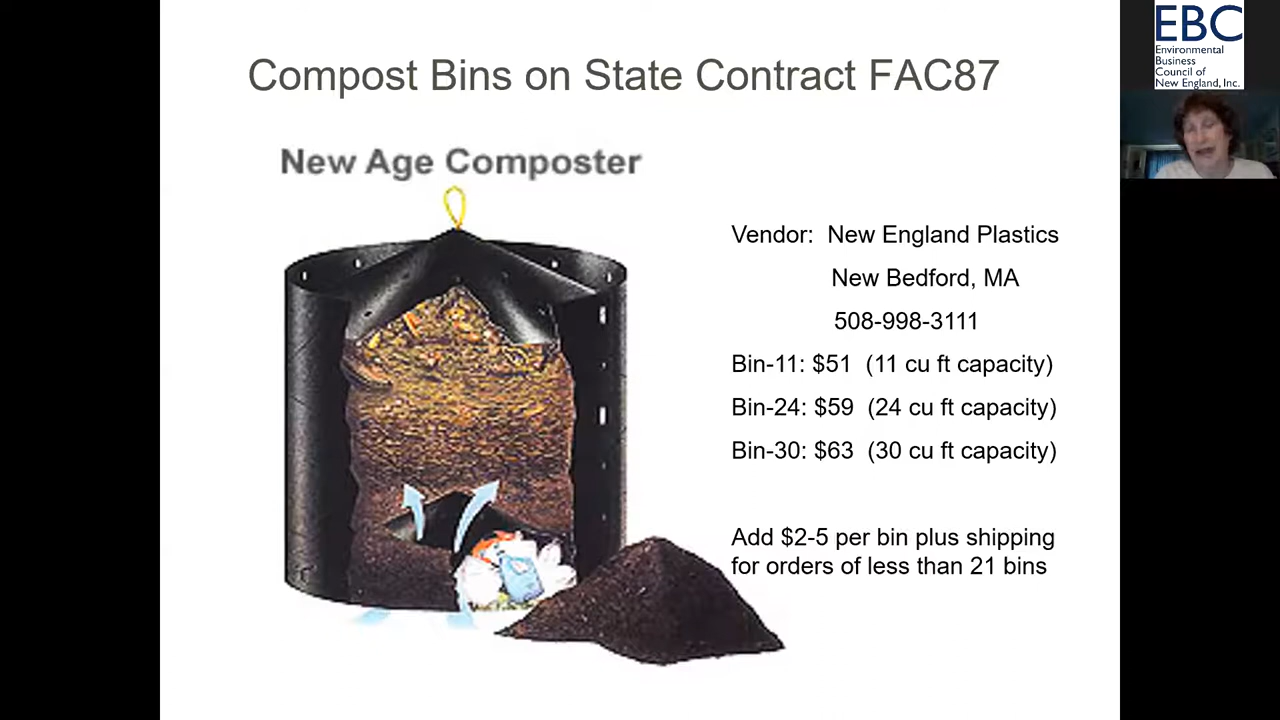 Compost Bins on State Contract FAC87
New Age Composter
Vendor: New England Plastics
New Bedford, MA
508-998-3111
Bin-11: $51 (11 cu ft capacity)
Bin-24: $59 (24 cu ft capacity)
Bin-30: $63 (30 cu ft capacity)
Add $2-5 per bin plus shipping
for orders of less than 21 bins
EBC
Environmental
Business
Council of
New England, Inc.